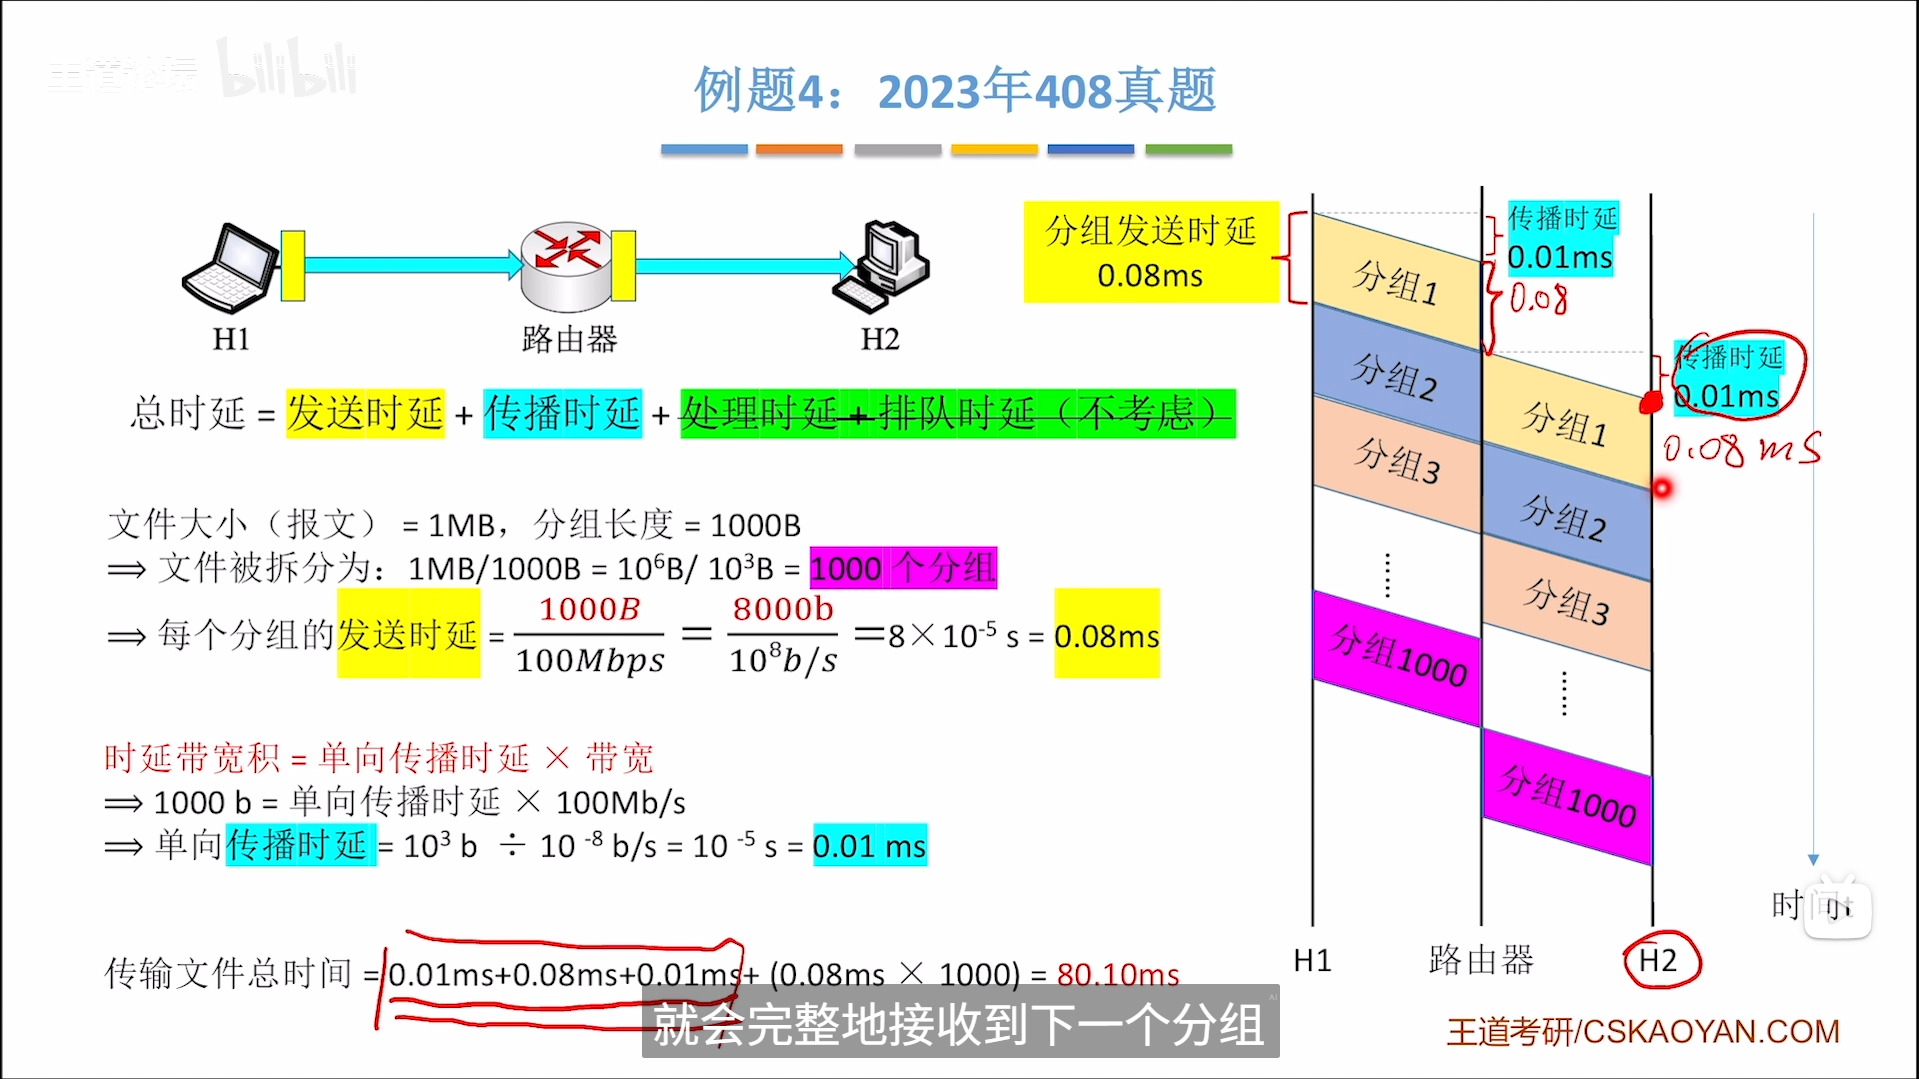 王道论坛 bilibili
例题4：2023年408真题
H1
路由器
H2
总时延 = 发送时延 + 传播时延 + 处理时延 + 排队时延（不考虑）
文件大小（报文） = 1MB，分组长度 = 1000B
⟹ 文件被拆分为：1MB/1000B = 10⁶B/ 10³B = 1000 个分组
⟹ 每个分组的发送时延 = 1000B/100Mbps = 8000b/10⁸b/s =8×10⁻⁵ s = 0.08ms
时延带宽积 = 单向传播时延 × 带宽
⟹ 1000 b = 单向传播时延 × 100Mb/s
⟹ 单向传播时延 = 10³ b ÷ 10 ⁻⁸ b/s = 10 ⁻⁵ s = 0.01 ms
传输文件总时间 = 0.01ms+0.08ms+0.01ms+ (0.08ms × 1000) = 80.10ms
分组发送时延
0.08ms
传播时延
0.01ms
0.08
传播时延
0.01ms
0.08 ms
分组1
分组2
分组3
分组1000
分组1
分组2
分组3
分组1000
H1
路由器
H2
时间t
就会完整地接收到下一个分组
AI
王道考研/CSKAOYAN.COM